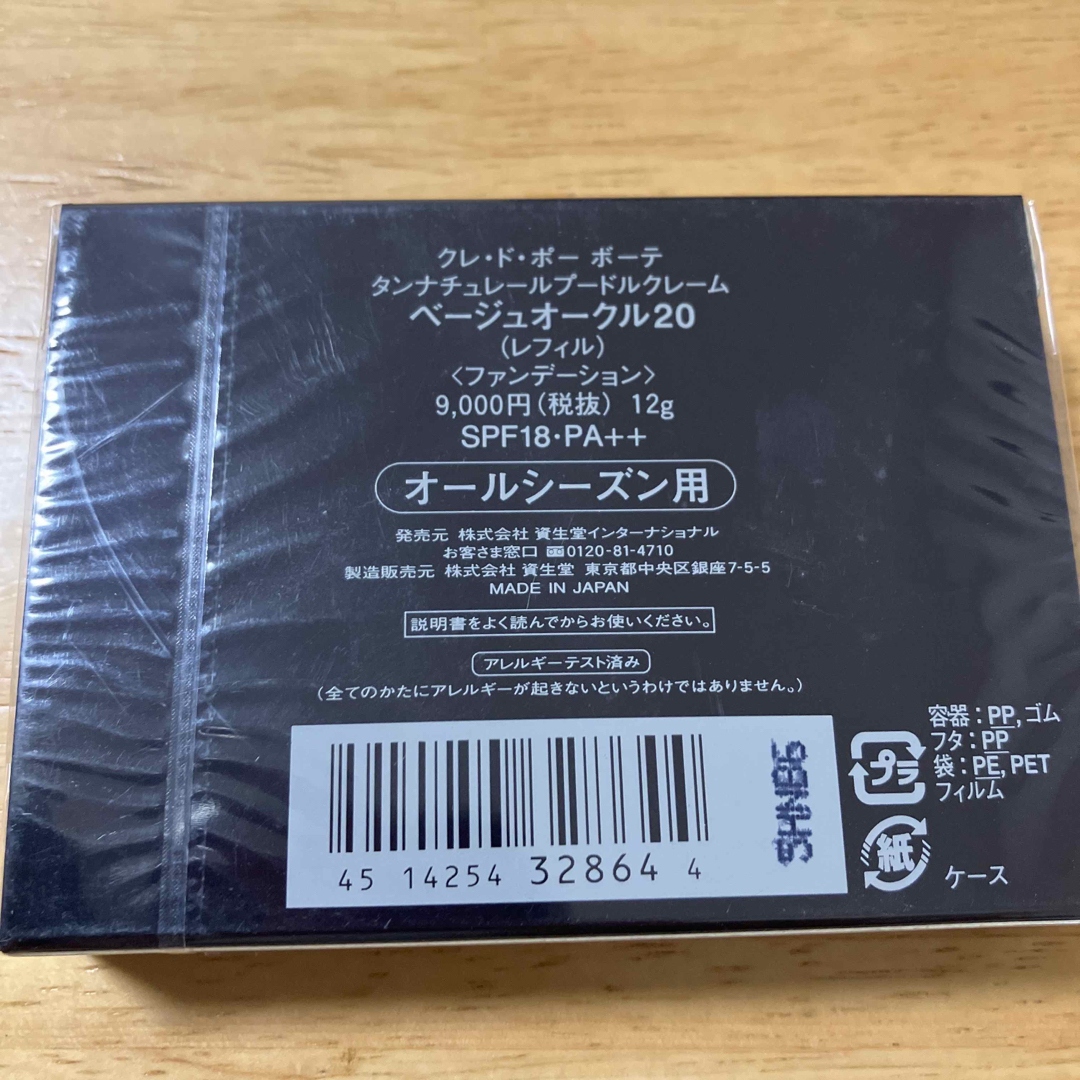 クレ・ド・ポー ボーテ
タンナチュレールプードルクレーム
ベージュオークル20
(レフィル)
〈ファンデーション〉
9,000円(税抜) 12g
SPF18・PA++
オールシーズン用
発売元 株式会社 資生堂インターナショナル
お客さま窓口 0120-81-4710
製造販売元 株式会社 資生堂 東京都中央区銀座7-5-5
MADE IN JAPAN
説明書をよく読んでからお使いください。
アレルギーテスト済み
(全てのかたにアレルギーが起きないというわけではありません。)
45 14254 32864 4
プラ
容器：PP, ゴム
フタ：PP
袋：PE, PET
フィルム
紙
ケース